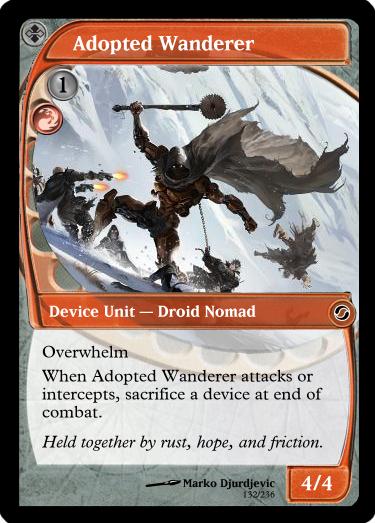 Adopted Wanderer
1
Device Unit — Droid Nomad
Overwhelm
When Adopted Wanderer attacks or
intercepts, sacrifice a device at end of
combat.
Held together by rust, hope, and friction.
Marko Djurdjevic
132/236
4/4